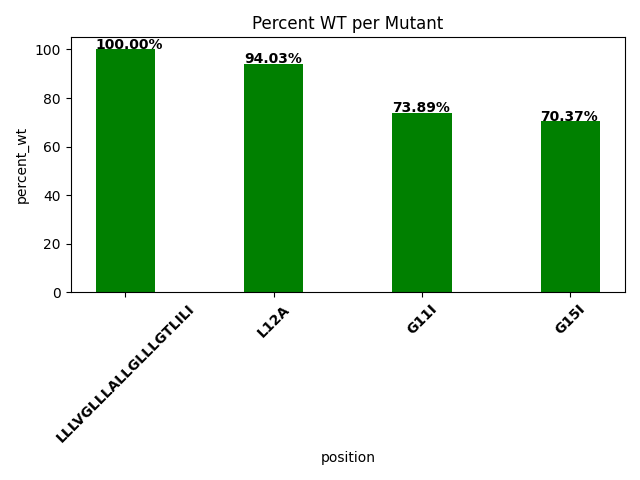 Percent WT per Mutant
percent_wt
100
80
60
40
20
0
100.00%
94.03%
73.89%
70.37%
LLLVGLLLALLGLLLGTLILI
L12A
G11I
G15I
position